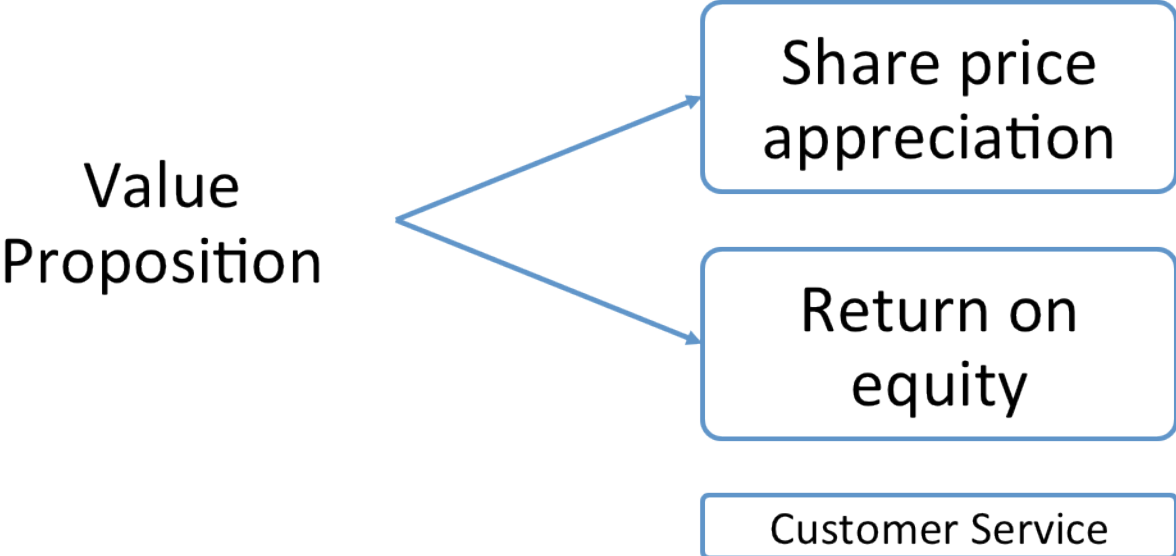 Value
Proposition
Share price
appreciation
Return on
equity
Customer Service